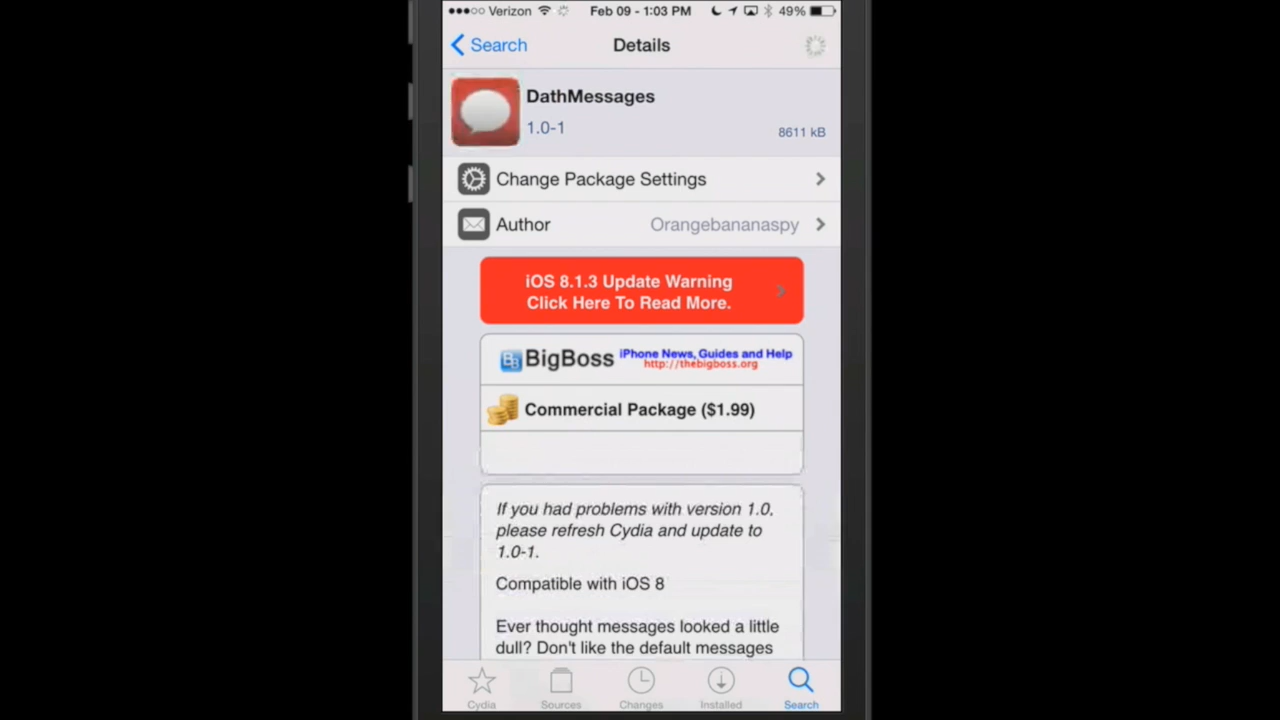 Verizon Feb 09 - 1:03 PM 49%
Search Details
DathMessages
1.0-1 8611 kB
Change Package Settings
Author Orangebananaspy
iOS 8.1.3 Update Warning
Click Here To Read More.
BigBoss iPhone News, Guides and Help
http://thebigboss.org
Commercial Package ($1.99)
If you had problems with version 1.0,
please refresh Cydia and update to
1.0-1.
Compatible with iOS 8
Ever thought messages looked a little
dull? Don't like the default messages
Cydia Sources Changes Installed Search